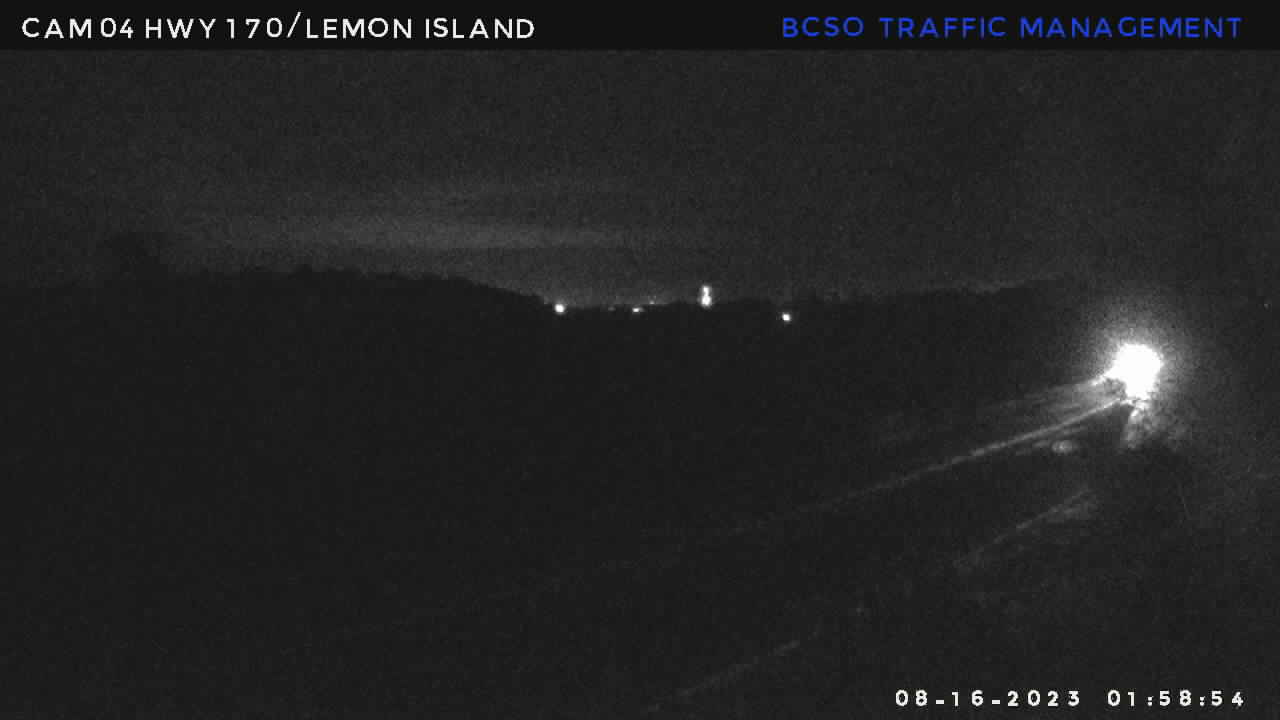 CAM 04 HWY 170/LEMON ISLAND
BCSO TRAFFIC MANAGEMENT
08-16-2023 01:58:54